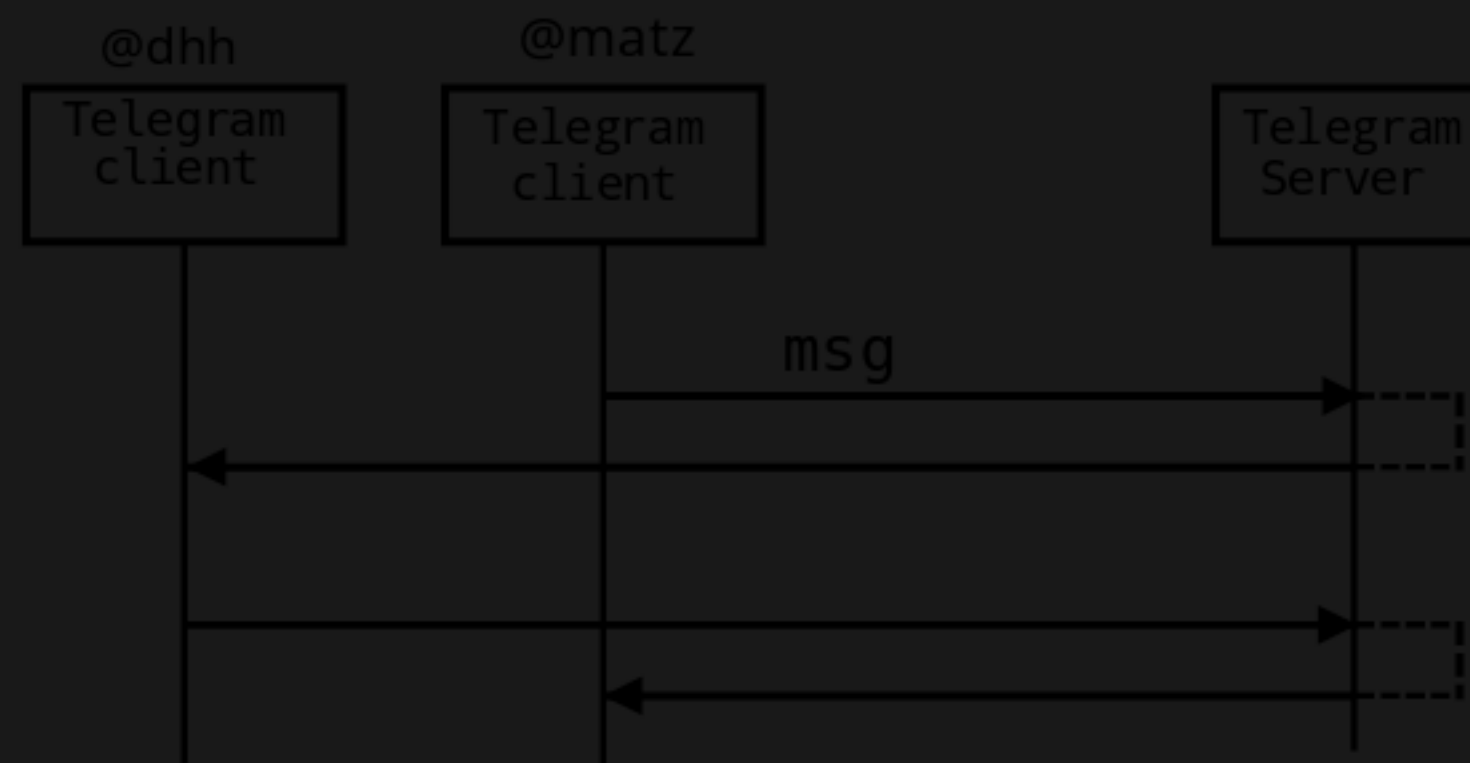 @dhh
@matz
Telegram
client
Telegram
client
Telegram
Server
msg